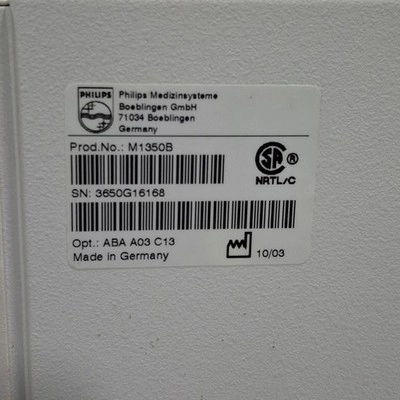 PHILIPS
Philips Medizinsysteme
Boeblingen GmbH
71034 Boeblingen
Germany
Prod.No.: M1350B
SA ®
NRTL/C
SN: 3650G16168
Opt.: ABA A03 C13
Made in Germany
10/03